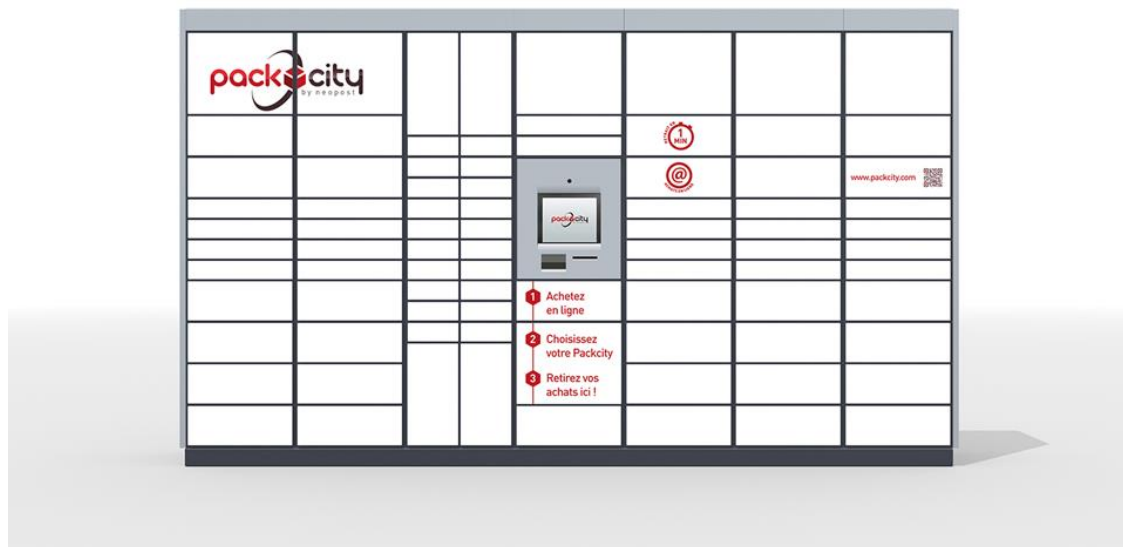 packcity
by neopost
1
MIN
@
www.packcity.com
packcity
1 Achetez
en ligne
2 Choisissez
votre Packcity
3 Retirez vos
achats ici !